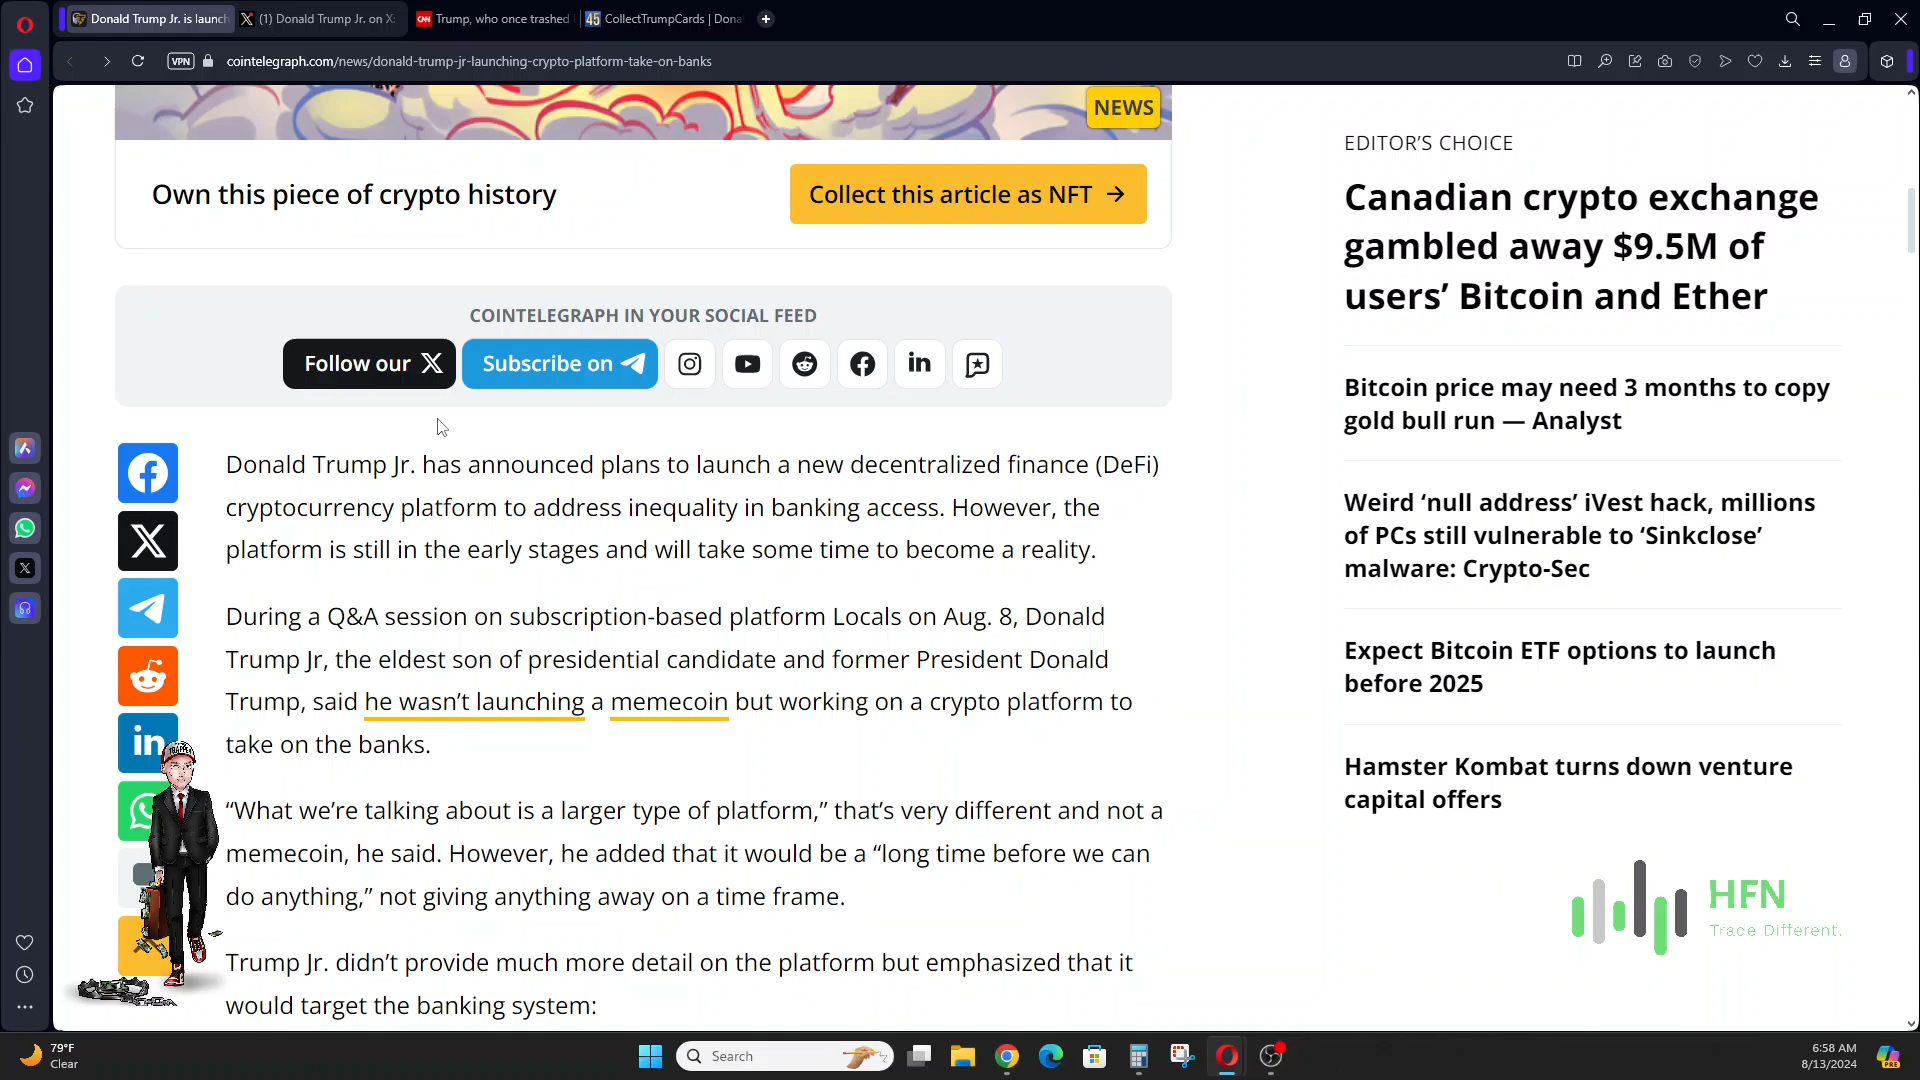 Donald Trump Jr. is launch
(1) Donald Trump Jr. on X:
CNN Trump, who once trashed
45 CollectTrumpCards | Dona
VPN
cointelegraph.com/news/donald-trump-jr-launching-crypto-platform-take-on-banks
NEWS
Own this piece of crypto history
Collect this article as NFT →
COINTELEGRAPH IN YOUR SOCIAL FEED
Follow our X
Subscribe on
Donald Trump Jr. has announced plans to launch a new decentralized finance (DeFi)
cryptocurrency platform to address inequality in banking access. However, the
platform is still in the early stages and will take some time to become a reality.
During a Q&A session on subscription-based platform Locals on Aug. 8, Donald
Trump Jr, the eldest son of presidential candidate and former President Donald
Trump, said he wasn’t launching a memecoin but working on a crypto platform to
take on the banks.
“What we’re talking about is a larger type of platform,” that’s very different and not a
memecoin, he said. However, he added that it would be a “long time before we can
do anything,” not giving anything away on a time frame.
Trump Jr. didn’t provide much more detail on the platform but emphasized that it
would target the banking system:
in
TRAPPER
EDITOR’S CHOICE
Canadian crypto exchange
gambled away $9.5M of
users’ Bitcoin and Ether
Bitcoin price may need 3 months to copy
gold bull run — Analyst
Weird ‘null address’ iVest hack, millions
of PCs still vulnerable to ‘Sinkclose’
malware: Crypto-Sec
Expect Bitcoin ETF options to launch
before 2025
Hamster Kombat turns down venture
capital offers
HFN
Trade Different.
79°F
Clear
Search
6:58 AM
8/13/2024
PRE